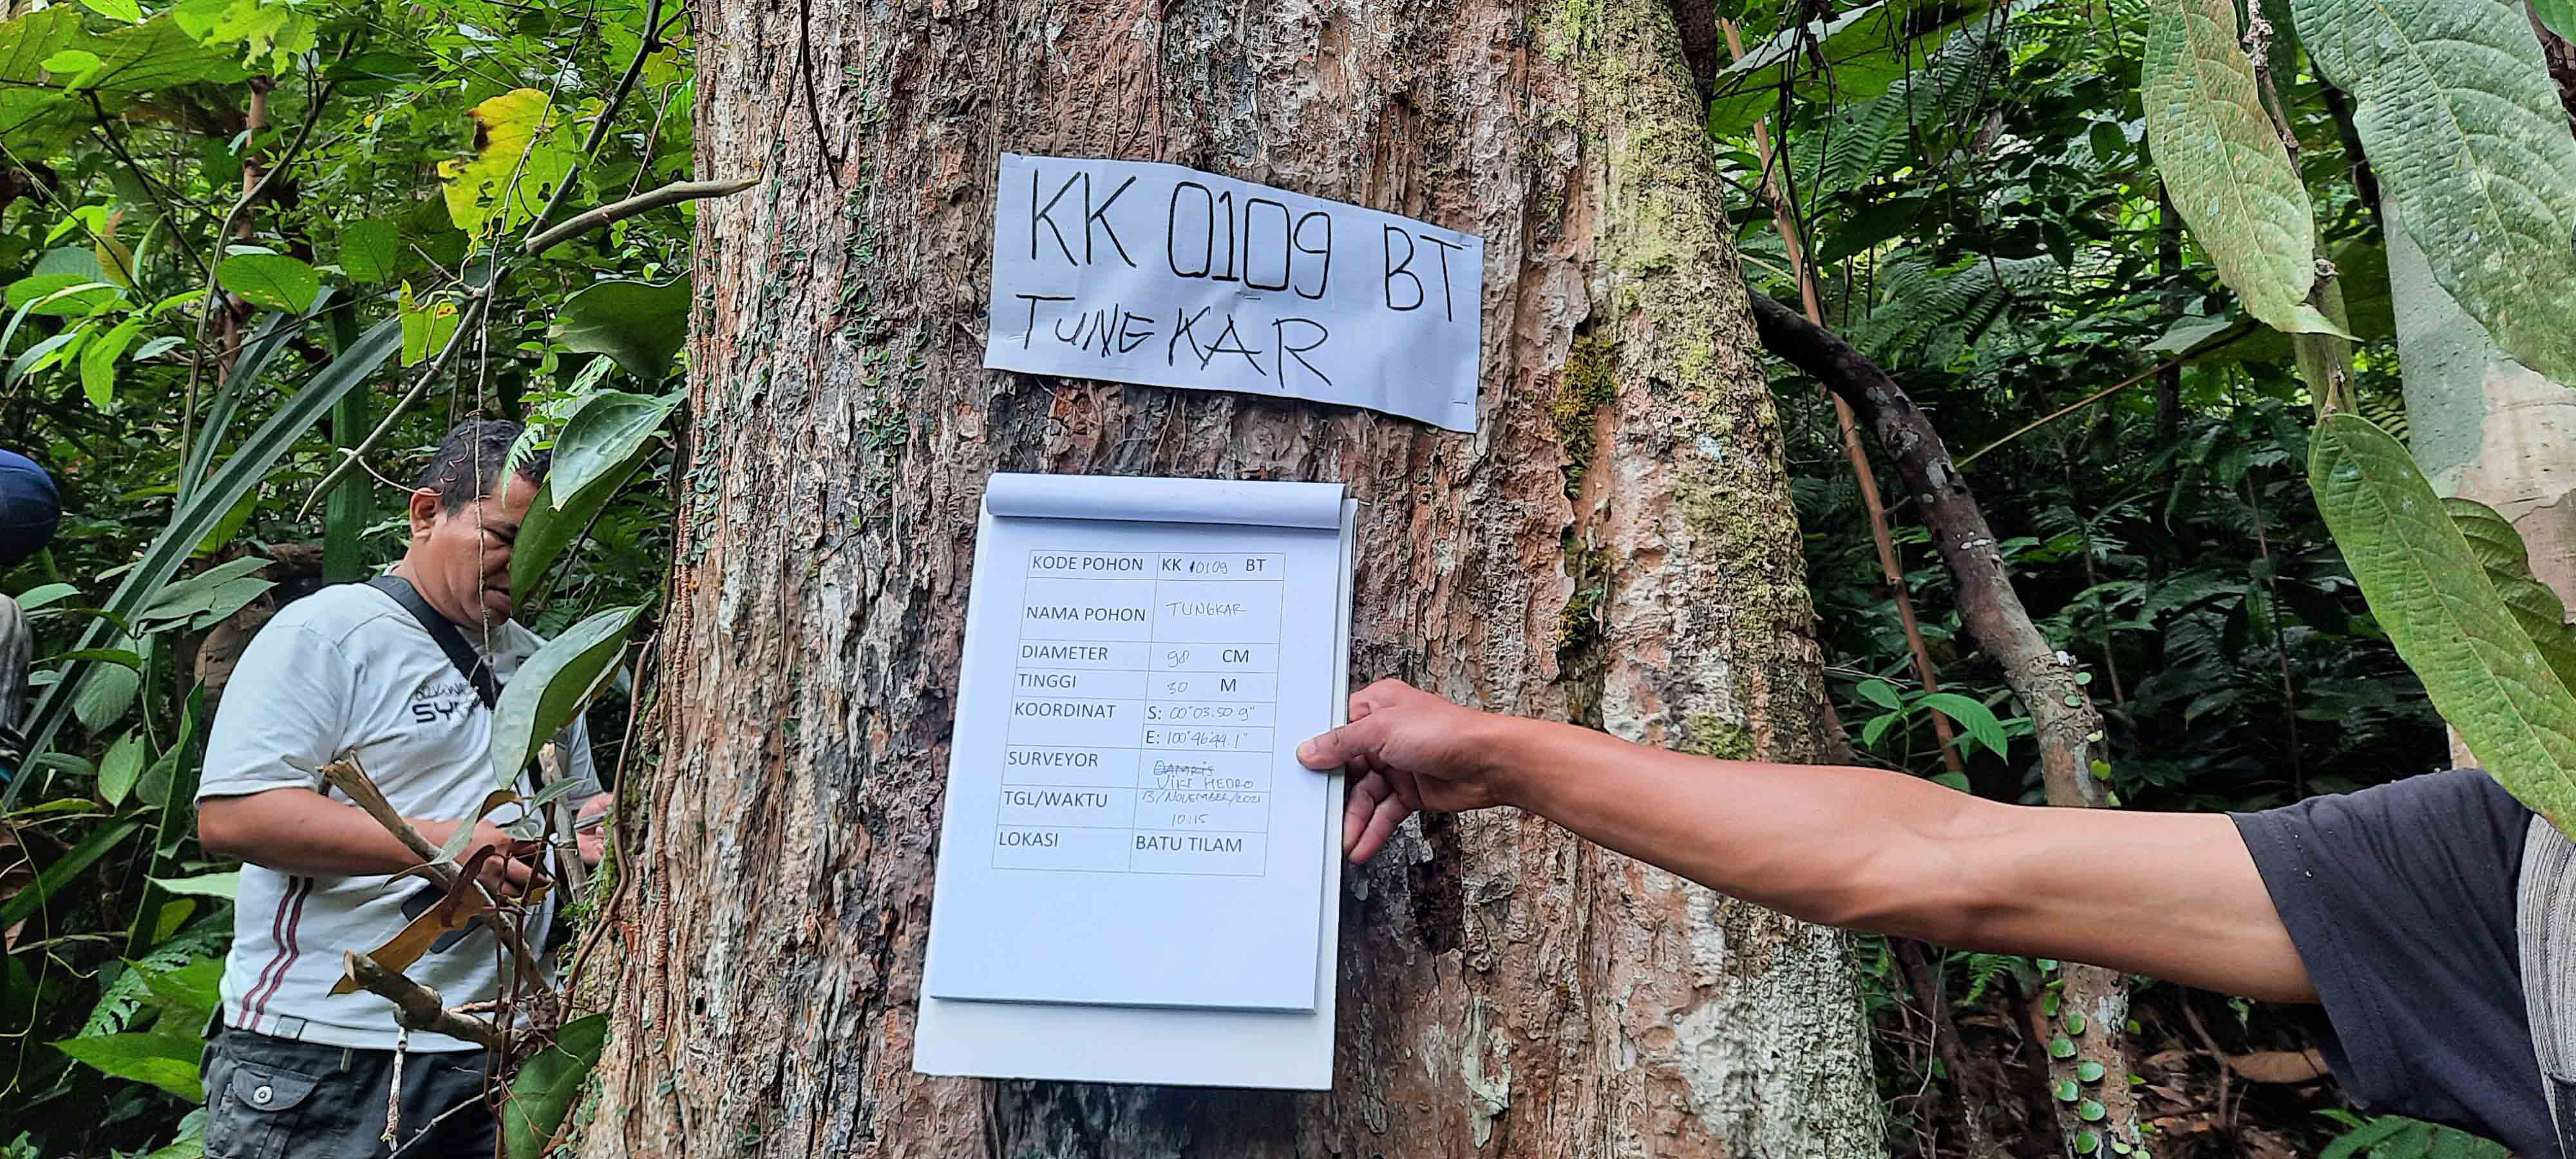 KK 0109 BT
TUNGKAR
KODE POHON KK 0109 BT
NAMA POHON TUNGKAR
DIAMETER 98 CM
TINGGI 30 M
KOORDINAT S: 00°03.50.9"
E: 100°46'44.1"
SURVEYOR DAMRIS
VIKI HENDRO
TGL/WAKTU 13/NOVEMBER/2021
10:15
LOKASI BATU TILAM